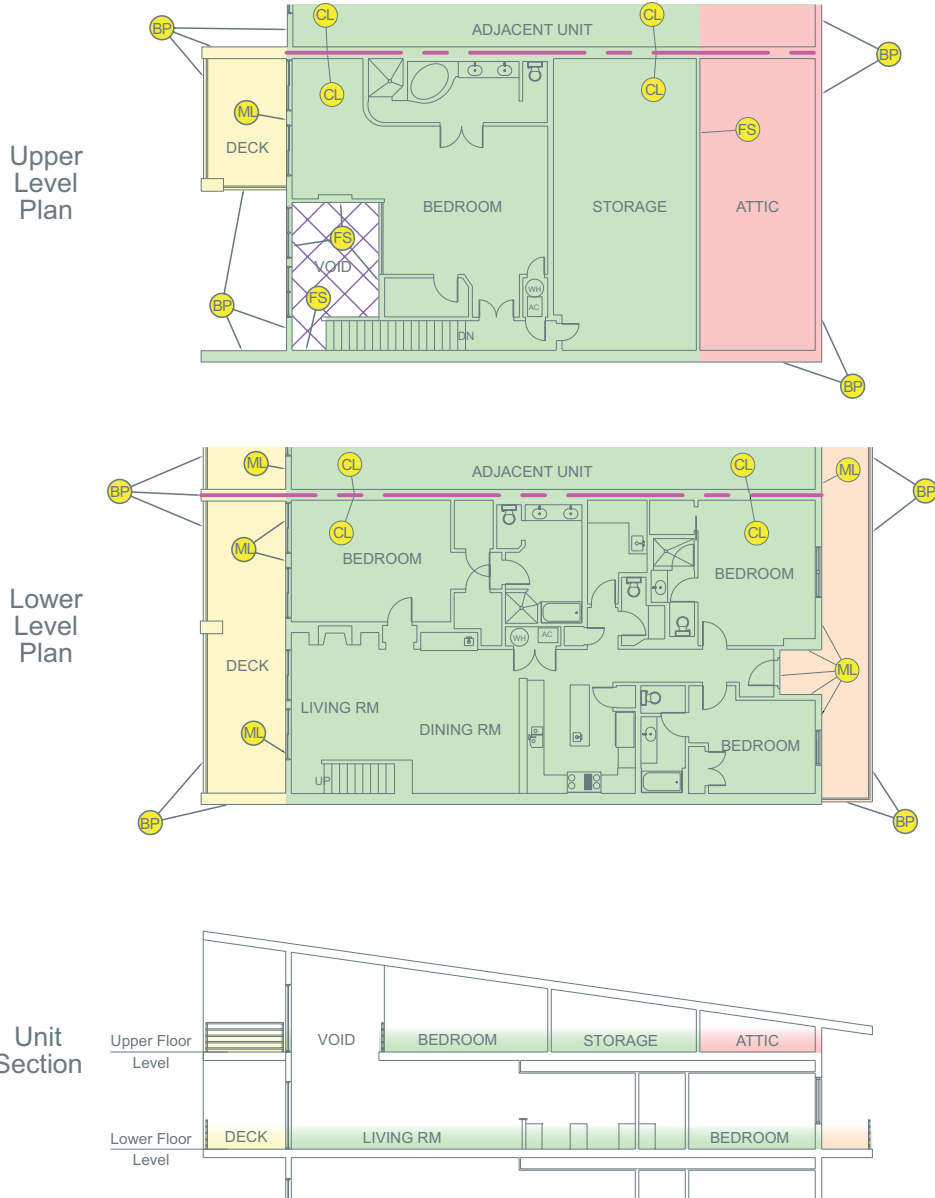 Upper
Level
Plan
BP
CL
CL
ADJACENT UNIT
BP
CL
CL
ML
FS
DECK
BEDROOM
STORAGE
ATTIC
FS
VOID
WH
FS
BP
AC
DN
BP
Lower
Level
Plan
ML
CL
ADJACENT UNIT
CL
ML
BP
BP
CL
CL
ML
BEDROOM
BEDROOM
WH
AC
DECK
ML
LIVING RM
DINING RM
ML
BEDROOM
UP
BP
BP
Unit
Section
Upper Floor
Level
VOID
BEDROOM
STORAGE
ATTIC
Lower Floor
Level
DECK
LIVING RM
BEDROOM